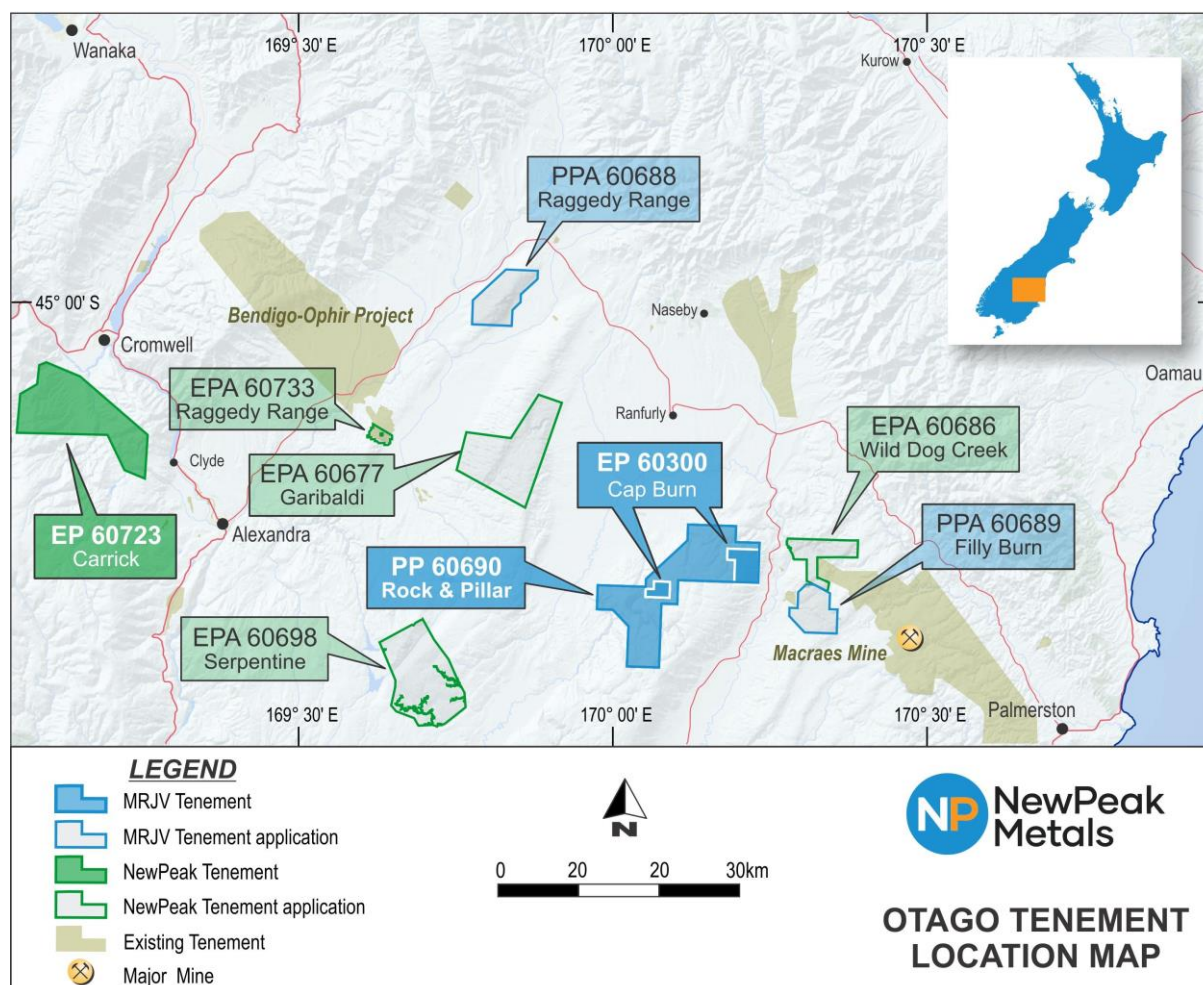 Wanaka
169° 30' E
170° 00' E
170° 30' E
Kurow
PPA 60688
Raggedy Range
45° 00' S
Bendigo-Ophir Project
Naseby
Cromwell
Oamau
EPA 60733
Raggedy Range
Ranfurly
EPA 60686
Wild Dog Creek
Clyde
EPA 60677
Garibaldi
EP 60300
Cap Burn
EP 60723
Carrick
Alexandra
PP 60690
Rock & Pillar
PPA 60689
Filly Burn
EPA 60698
Serpentine
Macraes Mine
169° 30' E
170° 00' E
170° 30' E
Palmerston
LEGEND
MRJV Tenement
MRJV Tenement application
NewPeak Tenement
NewPeak Tenement application
Existing Tenement
Major Mine
N
0 20 20 30km
NP NewPeak
Metals
OTAGO TENEMENT
LOCATION MAP